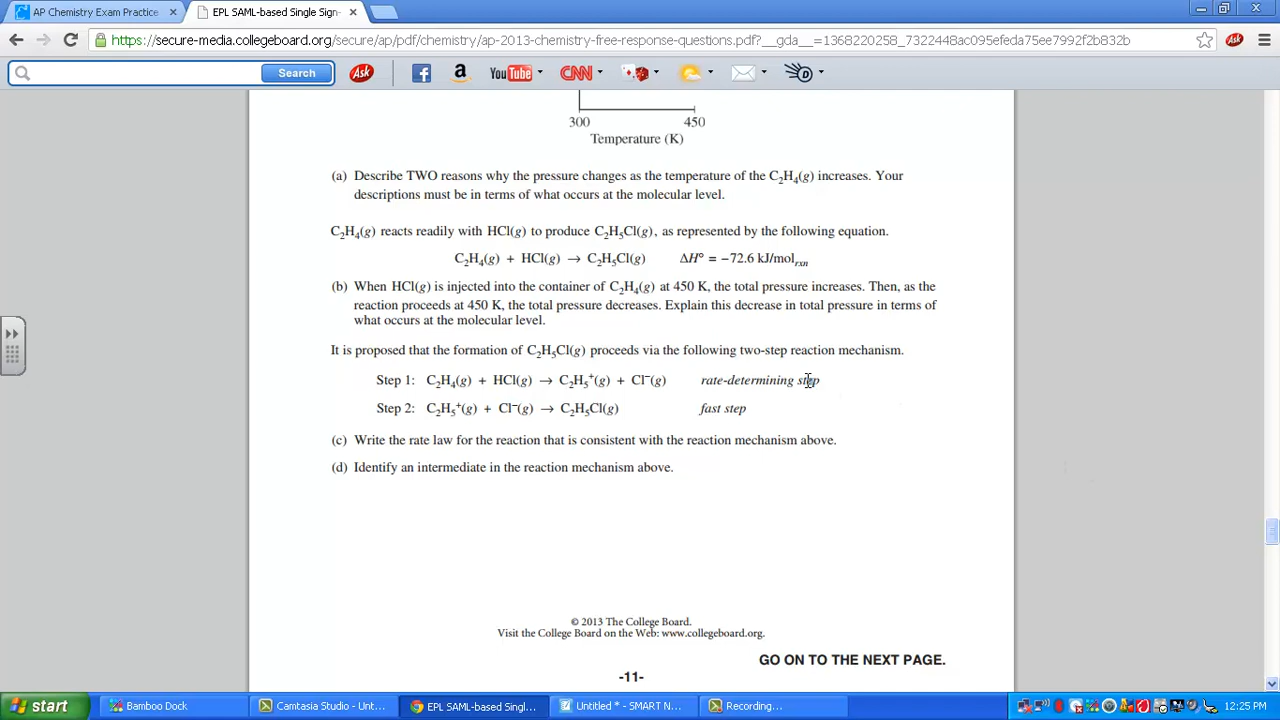 AP Chemistry Exam Practice
EPL SAML-based Single Sign-
https://secure-media.collegeboard.org/secure/ap/pdf/chemistry/ap-2013-chemistry-free-response-questions.pdf?__gda__=1368220258_7322448ac095efeda75ee7992f2b832b
Ask
Search
Ask
f
a
YouTube
CNN
300 450
Temperature (K)
(a) Describe TWO reasons why the pressure changes as the temperature of the C₂H₄(g) increases. Your
descriptions must be in terms of what occurs at the molecular level.
C₂H₄(g) reacts readily with HCl(g) to produce C₂H₅Cl(g), as represented by the following equation.
C₂H₄(g) + HCl(g) → C₂H₅Cl(g) ΔH° = −72.6 kJ/molᵣₓₙ
(b) When HCl(g) is injected into the container of C₂H₄(g) at 450 K, the total pressure increases. Then, as the
reaction proceeds at 450 K, the total pressure decreases. Explain this decrease in total pressure in terms of
what occurs at the molecular level.
It is proposed that the formation of C₂H₅Cl(g) proceeds via the following two-step reaction mechanism.
Step 1: C₂H₄(g) + HCl(g) → C₂H₅⁺(g) + Cl⁻(g) rate-determining step
Step 2: C₂H₅⁺(g) + Cl⁻(g) → C₂H₅Cl(g) fast step
(c) Write the rate law for the reaction that is consistent with the reaction mechanism above.
(d) Identify an intermediate in the reaction mechanism above.
© 2013 The College Board.
Visit the College Board on the Web: www.collegeboard.org.
GO ON TO THE NEXT PAGE.
-11-
start
Bamboo Dock
Camtasia Studio - Unt...
EPL SAML-based Singl...
Untitled * - SMART N...
Recording...
12:25 PM